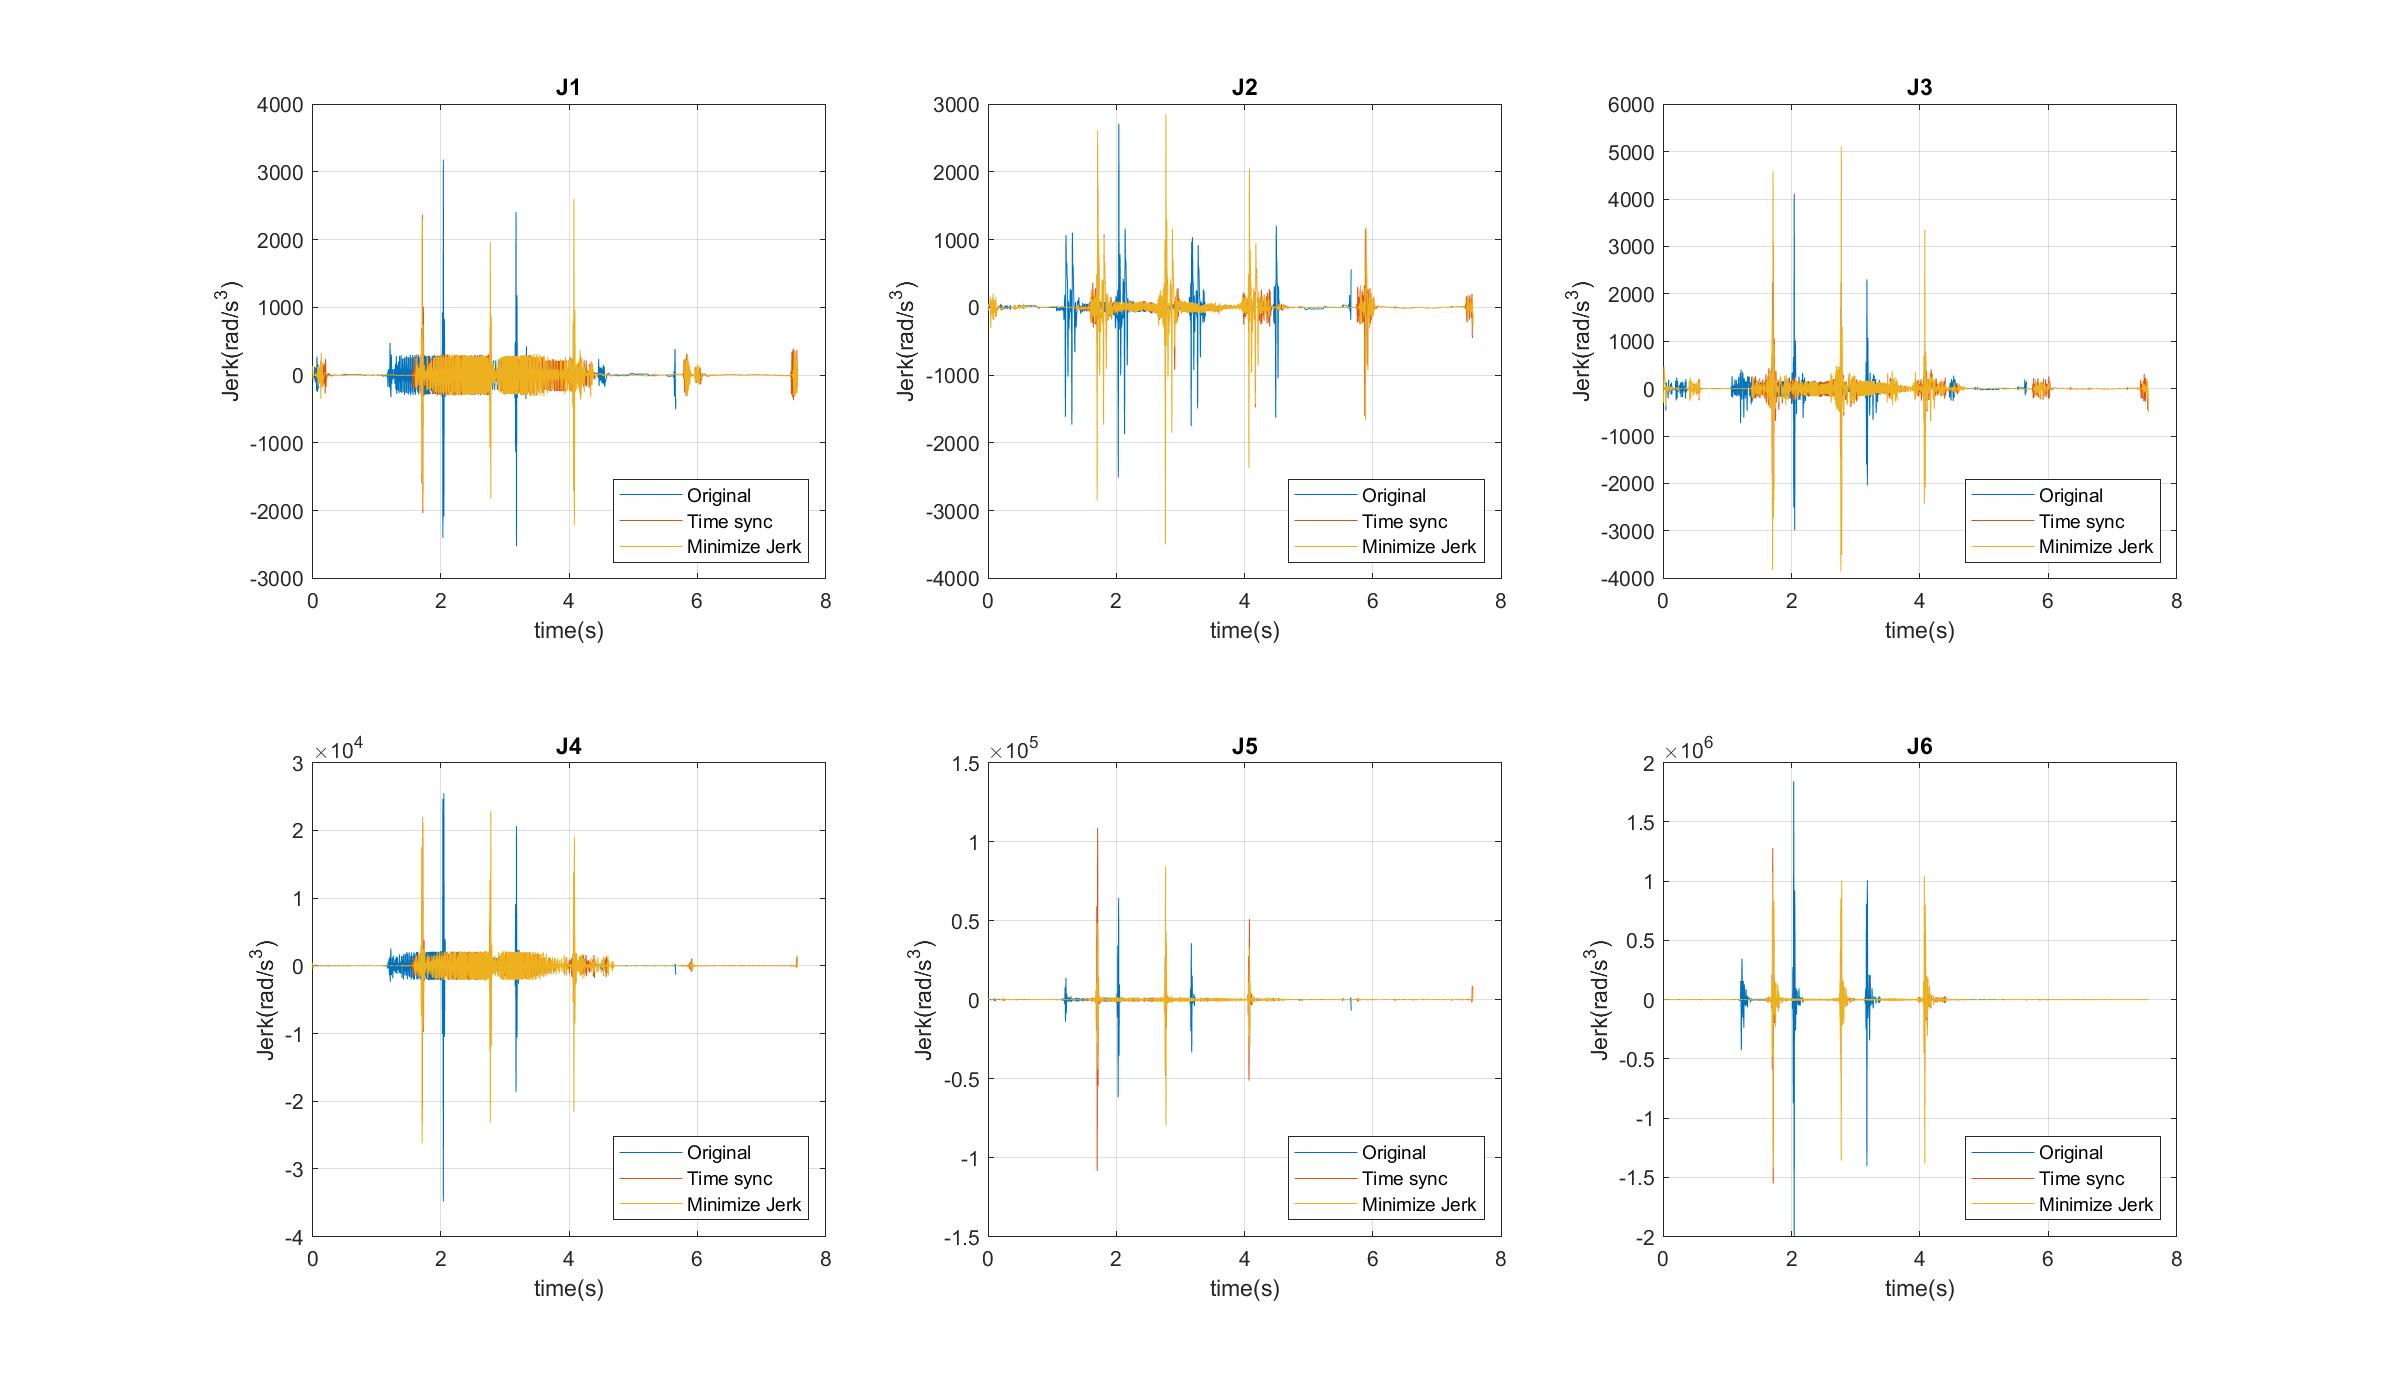 J1
4000
3000
2000
1000
0
-1000
-2000
-3000
Jerk(rad/s³)
0 2 4 6 8
time(s)
Original
Time sync
Minimize Jerk
J2
3000
2000
1000
0
-1000
-2000
-3000
-4000
Jerk(rad/s³)
0 2 4 6 8
time(s)
Original
Time sync
Minimize Jerk
J3
6000
5000
4000
3000
2000
1000
0
-1000
-2000
-3000
-4000
Jerk(rad/s³)
0 2 4 6 8
time(s)
Original
Time sync
Minimize Jerk
J4
×10⁴
3
2
1
0
-1
-2
-3
-4
Jerk(rad/s³)
0 2 4 6 8
time(s)
Original
Time sync
Minimize Jerk
J5
×10⁵
1.5
1
0.5
0
-0.5
-1
-1.5
Jerk(rad/s³)
0 2 4 6 8
time(s)
Original
Time sync
Minimize Jerk
J6
×10⁶
2
1.5
1
0.5
0
-0.5
-1
-1.5
-2
Jerk(rad/s³)
0 2 4 6 8
time(s)
Original
Time sync
Minimize Jerk